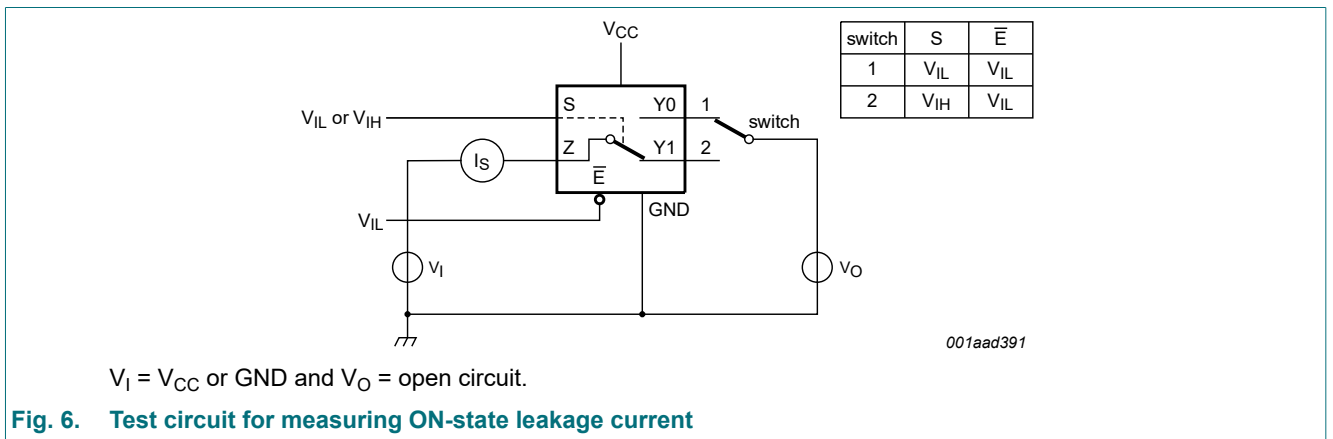 VCC
switch S E̅
1 VIL VIL
2 VIH VIL
S Y0 1
switch
VIL or VIH
Z Y1 2
IS
E̅
GND
VIL
VI
VO
001aad391
VI = VCC or GND and VO = open circuit.
Fig. 6. Test circuit for measuring ON-state leakage current